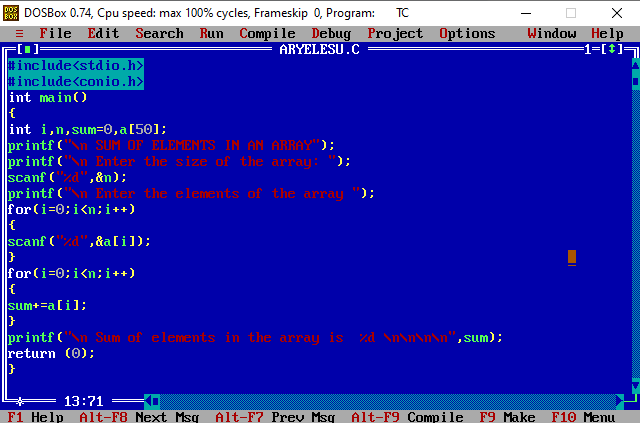 DOSBox 0.74, Cpu speed: max 100% cycles, Frameskip 0, Program: TC
≡ File Edit Search Run Compile Debug Project Options Window Help
[■] ARYELESU.C 1=[↕]
#include<stdio.h>
#include<conio.h>
int main()
{
int i,n,sum=0,a[50];
printf("\n SUM OF ELEMENTS IN AN ARRAY");
printf("\n Enter the size of the array: ");
scanf("%d",&n);
printf("\n Enter the elements of the array ");
for(i=0;i<n;i++)
{
scanf("%d",&a[i]);
}
for(i=0;i<n;i++)
{
sum+=a[i];
}
printf("\n Sum of elements in the array is  %d \n\n\n\n",sum);
return (0);
}
* 13:71
F1 Help Alt-F8 Next Msg Alt-F7 Prev Msg Alt-F9 Compile F9 Make F10 Menu